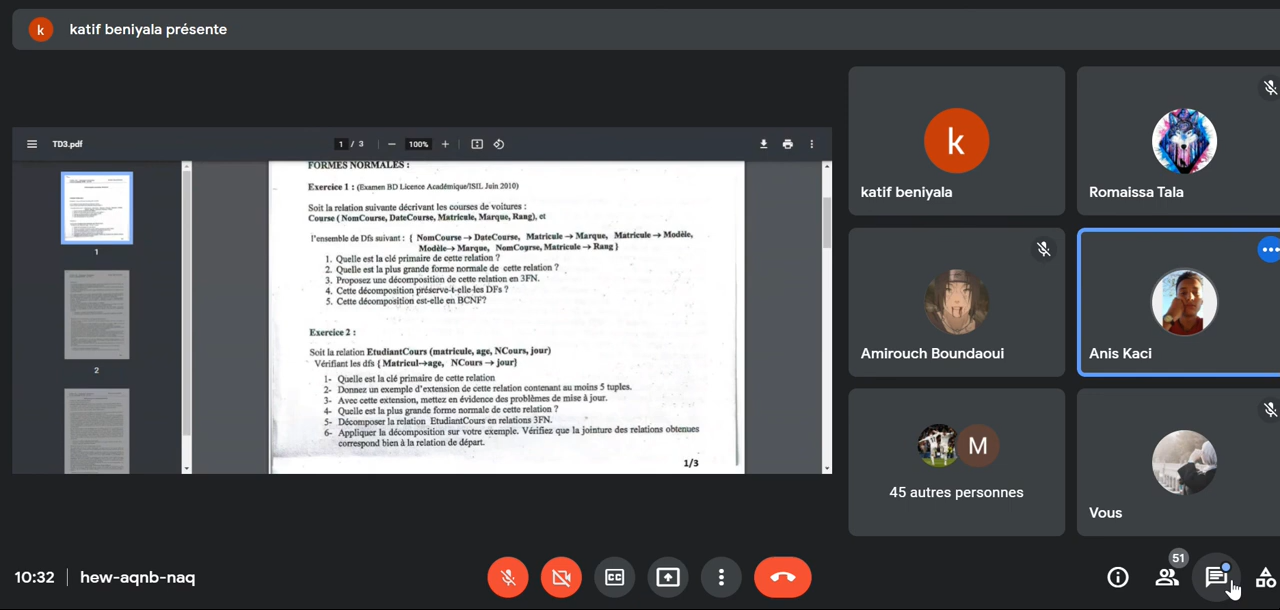 k katif beniyala présente
TD3.pdf 1 / 3 100%
FORMES NORMALES :
Exercice 1 : (Examen BD Licence Académique/ISIL Juin 2010)
Soit la relation suivante décrivant les courses de voitures :
Course ( NomCourse, DateCourse, Matricule, Marque, Rang), et
l'ensemble de Dfs suivant : { NomCourse → DateCourse, Matricule → Marque, Matricule → Modèle,
Modèle→ Marque, NomCourse, Matricule → Rang }
1. Quelle est la clé primaire de cette relation ?
2. Quelle est la plus grande forme normale de cette relation ?
3. Proposez une décomposition de cette relation en 3FN.
4. Cette décomposition préserve-t-elle les DFs ?
5. Cette décomposition est-elle en BCNF?
Exercice 2 :
Soit la relation EtudiantCours (matricule, age, NCours, jour)
Vérifiant les dfs { Matricul→age, NCours → jour}
1- Quelle est la clé primaire de cette relation
2- Donnez un exemple d'extension de cette relation contenant au moins 5 tuples.
3- Avec cette extension, mettez en évidence des problèmes de mise à jour.
4- Quelle est la plus grande forme normale de cette relation ?
5- Décomposer la relation EtudiantCours en relations 3FN.
6- Appliquer la décomposition sur votre exemple. Vérifiez que la jointure des relations obtenues
correspond bien à la relation de départ.
1/3
1
2
k
katif beniyala
Romaissa Tala
Amirouch Boundaoui
Anis Kaci
M
45 autres personnes
Vous
10:32 hew-aqnb-naq
CC
51